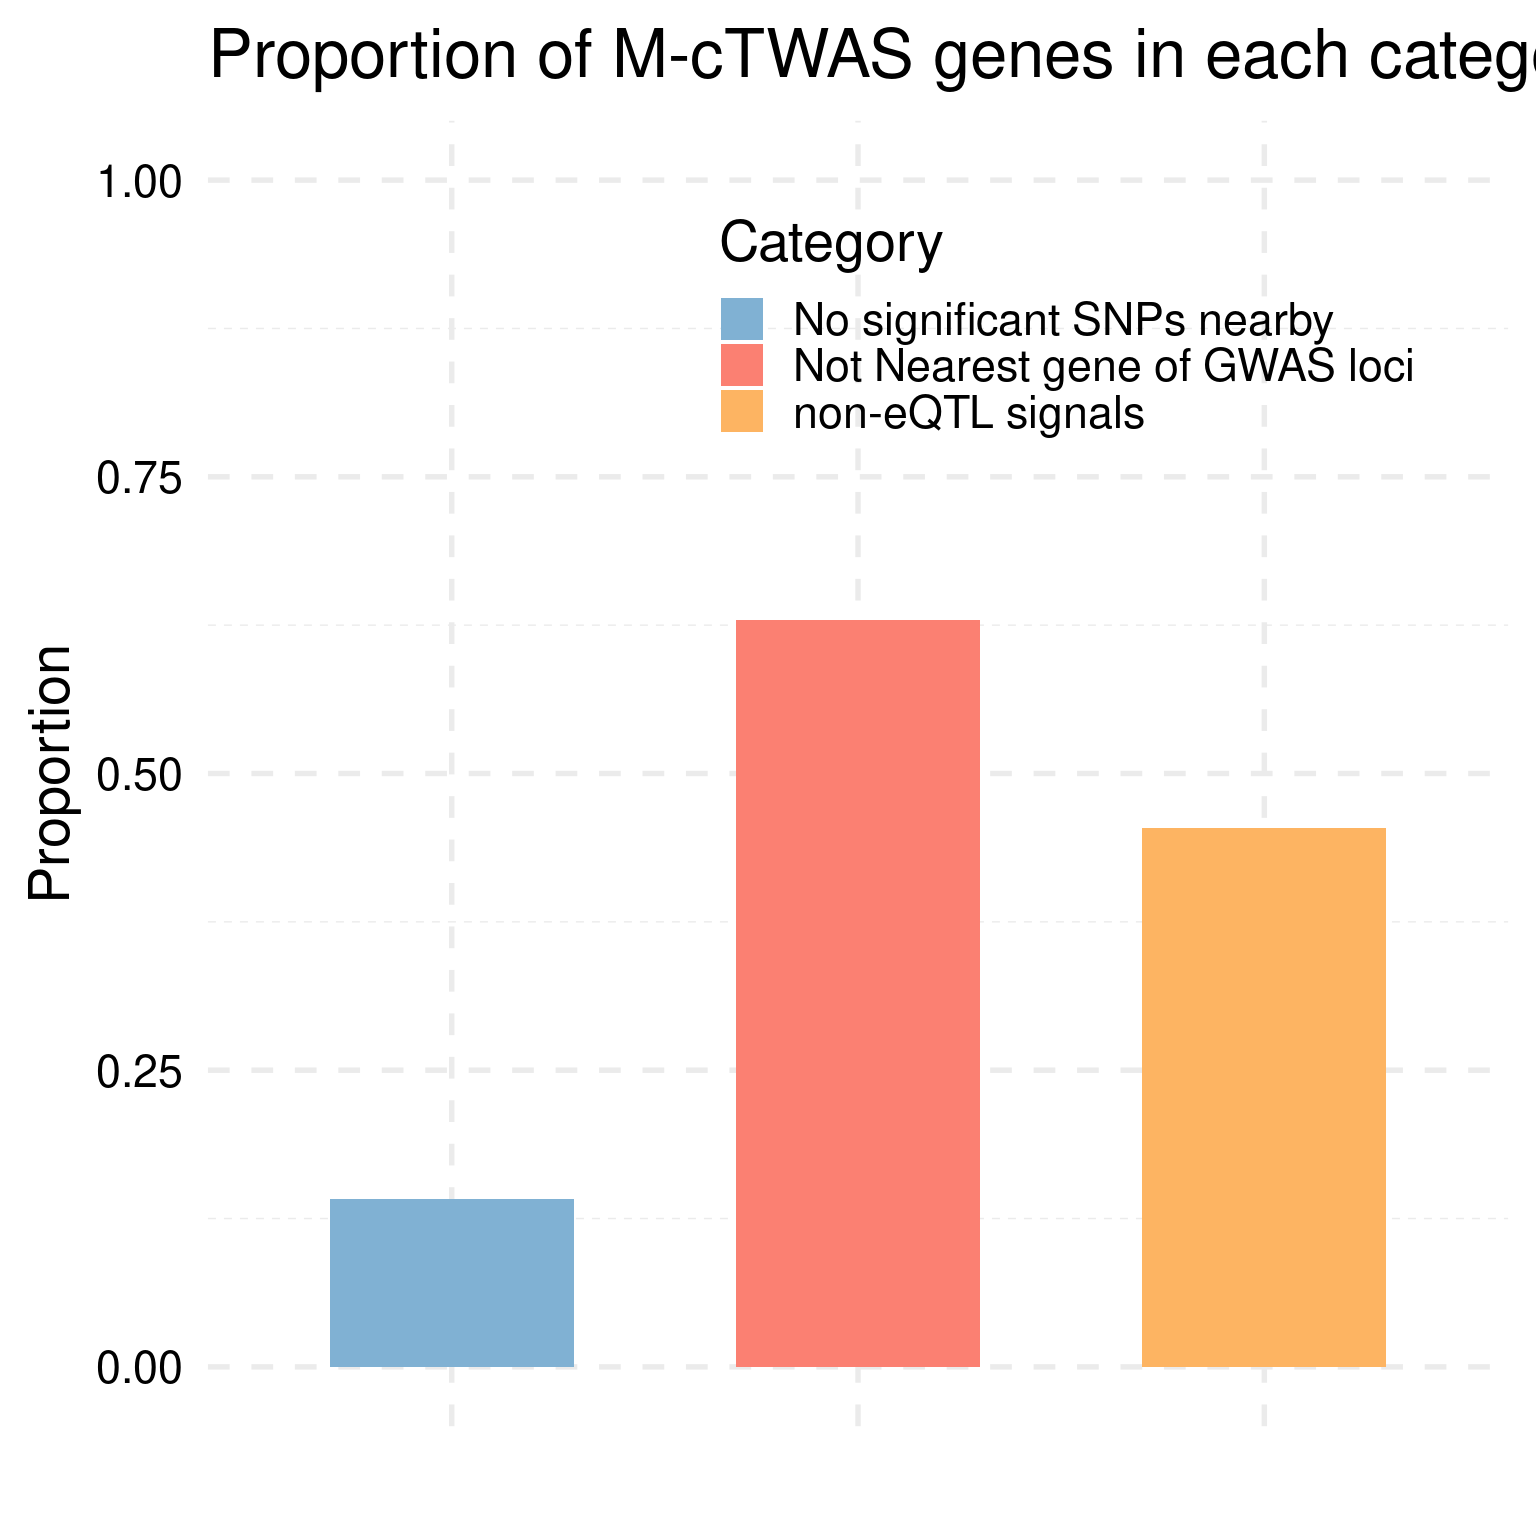 Proportion of M-cTWAS genes in each catego
1.00
Category
No significant SNPs nearby
Not Nearest gene of GWAS loci
non-eQTL signals
0.75
0.50
0.25
0.00
Proportion